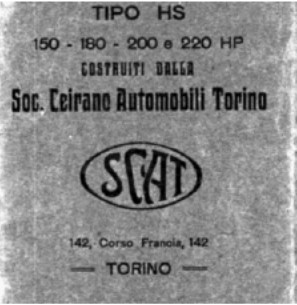 TIPO HS
150 - 180 - 200 e 220 HP
COSTRUITI DALLA
Soc. Ceirano Automobili Torino
SCAT
142, Corso Francia, 142
— TORINO —